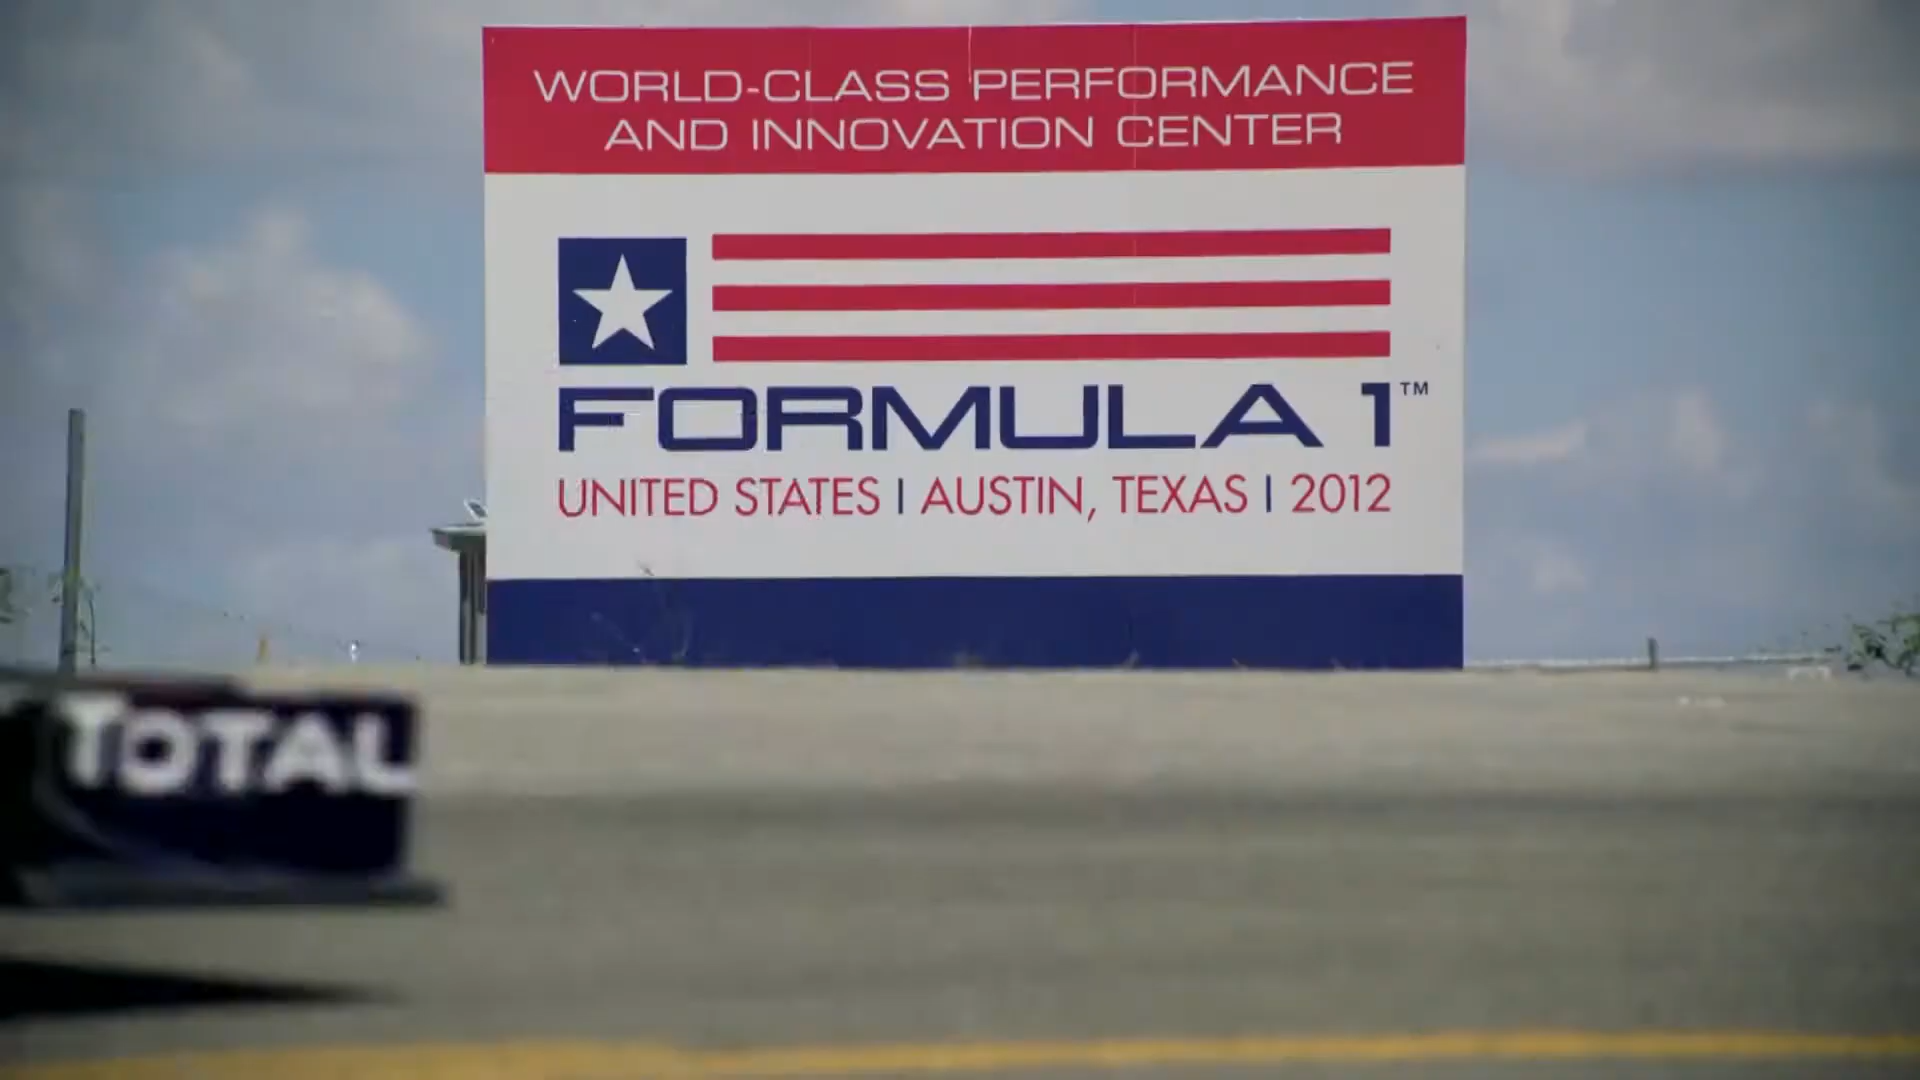 WORLD-CLASS PERFORMANCE
AND INNOVATION CENTER
FORMULA 1™
UNITED STATES | AUSTIN, TEXAS | 2012
TOTAL